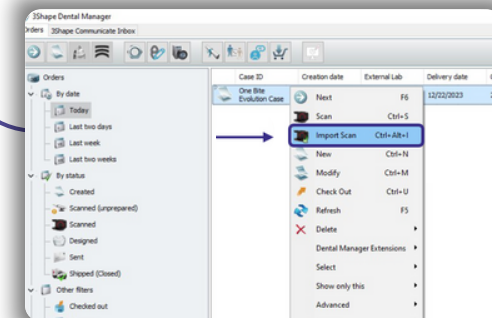 3Shape Dental Manager
Orders 3Shape Communicate Inbox
Orders
By date
Today
Last two days
Last week
Last two weeks
By status
Created
Scanned (unprepared)
Scanned
Designed
Sent
Shipped (Closed)
Other filters
Checked out
Case ID Creation date External Lab Delivery date
One Bite
Evolution Case
12/22/2023
Next F6
Scan Ctrl+S
Import Scan Ctrl+Alt+I
New Ctrl+N
Modify Ctrl+M
Check Out Ctrl+U
Refresh F5
Delete
Dental Manager Extensions
Select
Show only this
Advanced